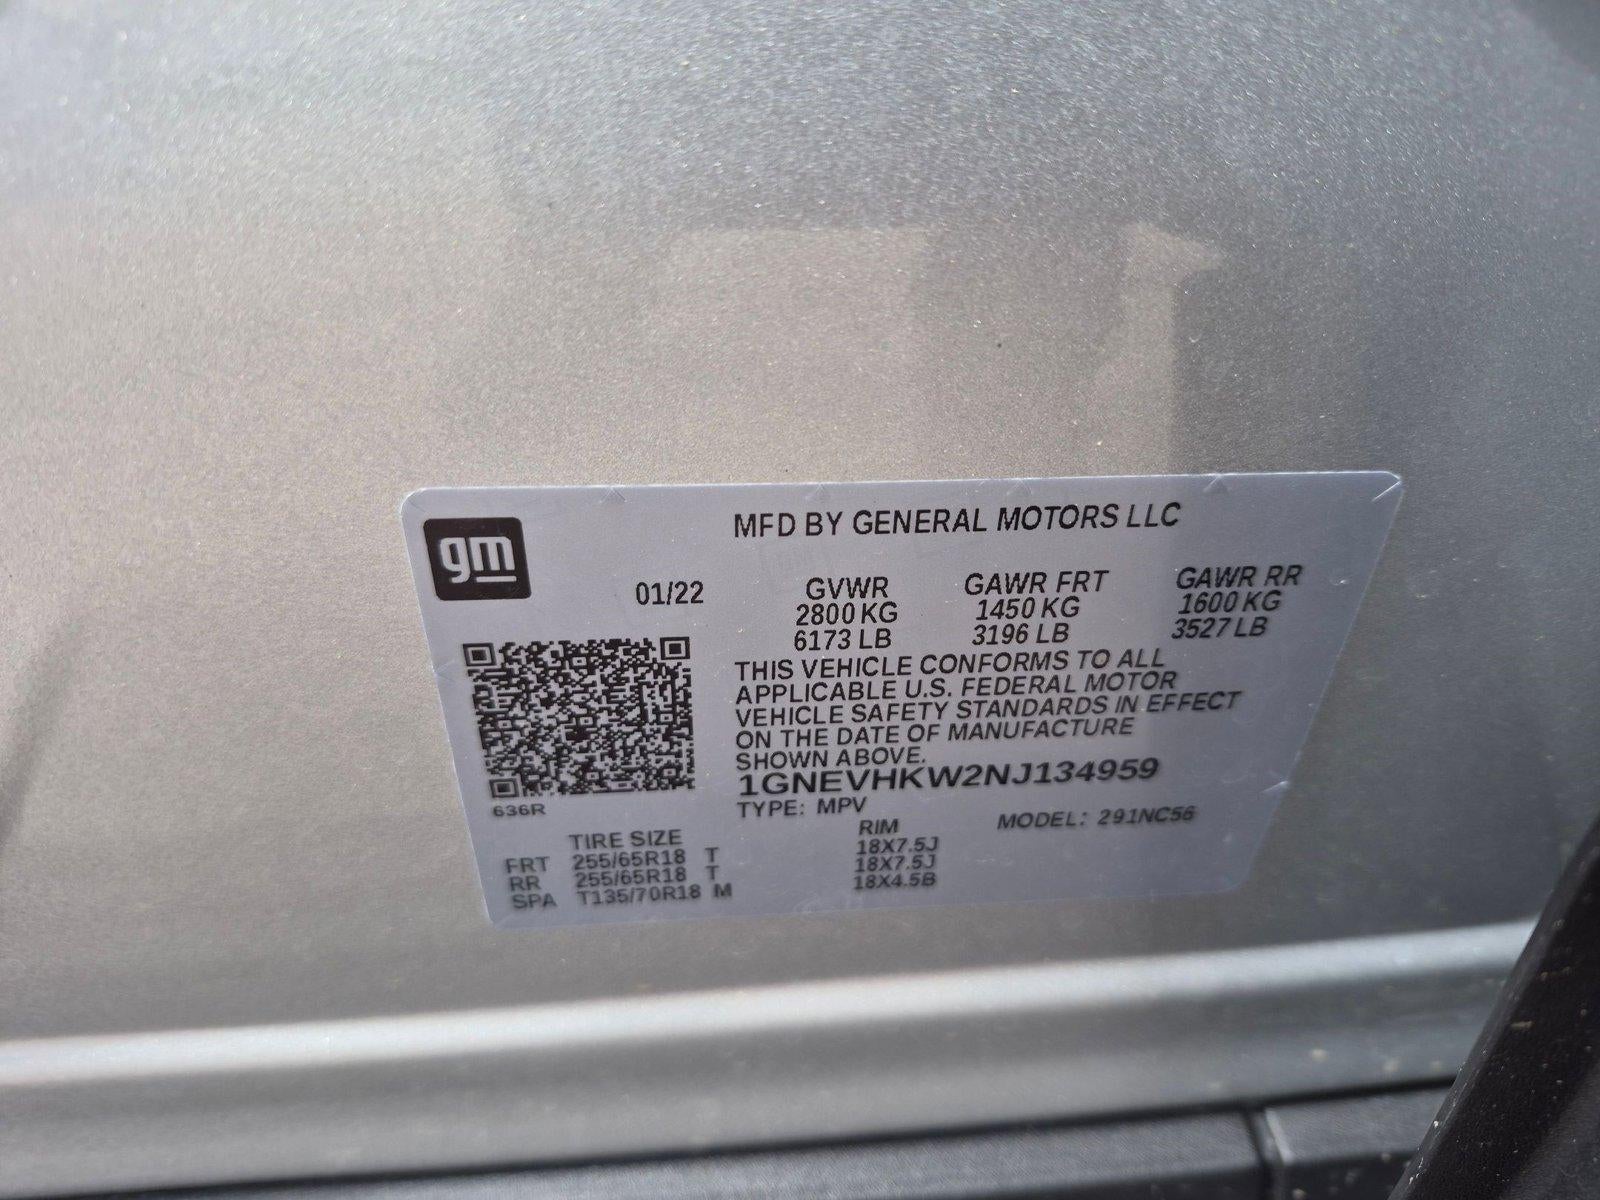 gm
MFD BY GENERAL MOTORS LLC
01/22
GVWR GAWR FRT GAWR RR
2800 KG 1450 KG 1600 KG
6173 LB 3196 LB 3527 LB
THIS VEHICLE CONFORMS TO ALL
APPLICABLE U.S. FEDERAL MOTOR
VEHICLE SAFETY STANDARDS IN EFFECT
ON THE DATE OF MANUFACTURE
SHOWN ABOVE.
1GNEVHKW2NJ134959
636R
TYPE: MPV
MODEL: 291NC56
TIRE SIZE RIM
FRT 255/65R18 T 18X7.5J
RR 255/65R18 T 18X7.5J
SPA T135/70R18 M 18X4.5B